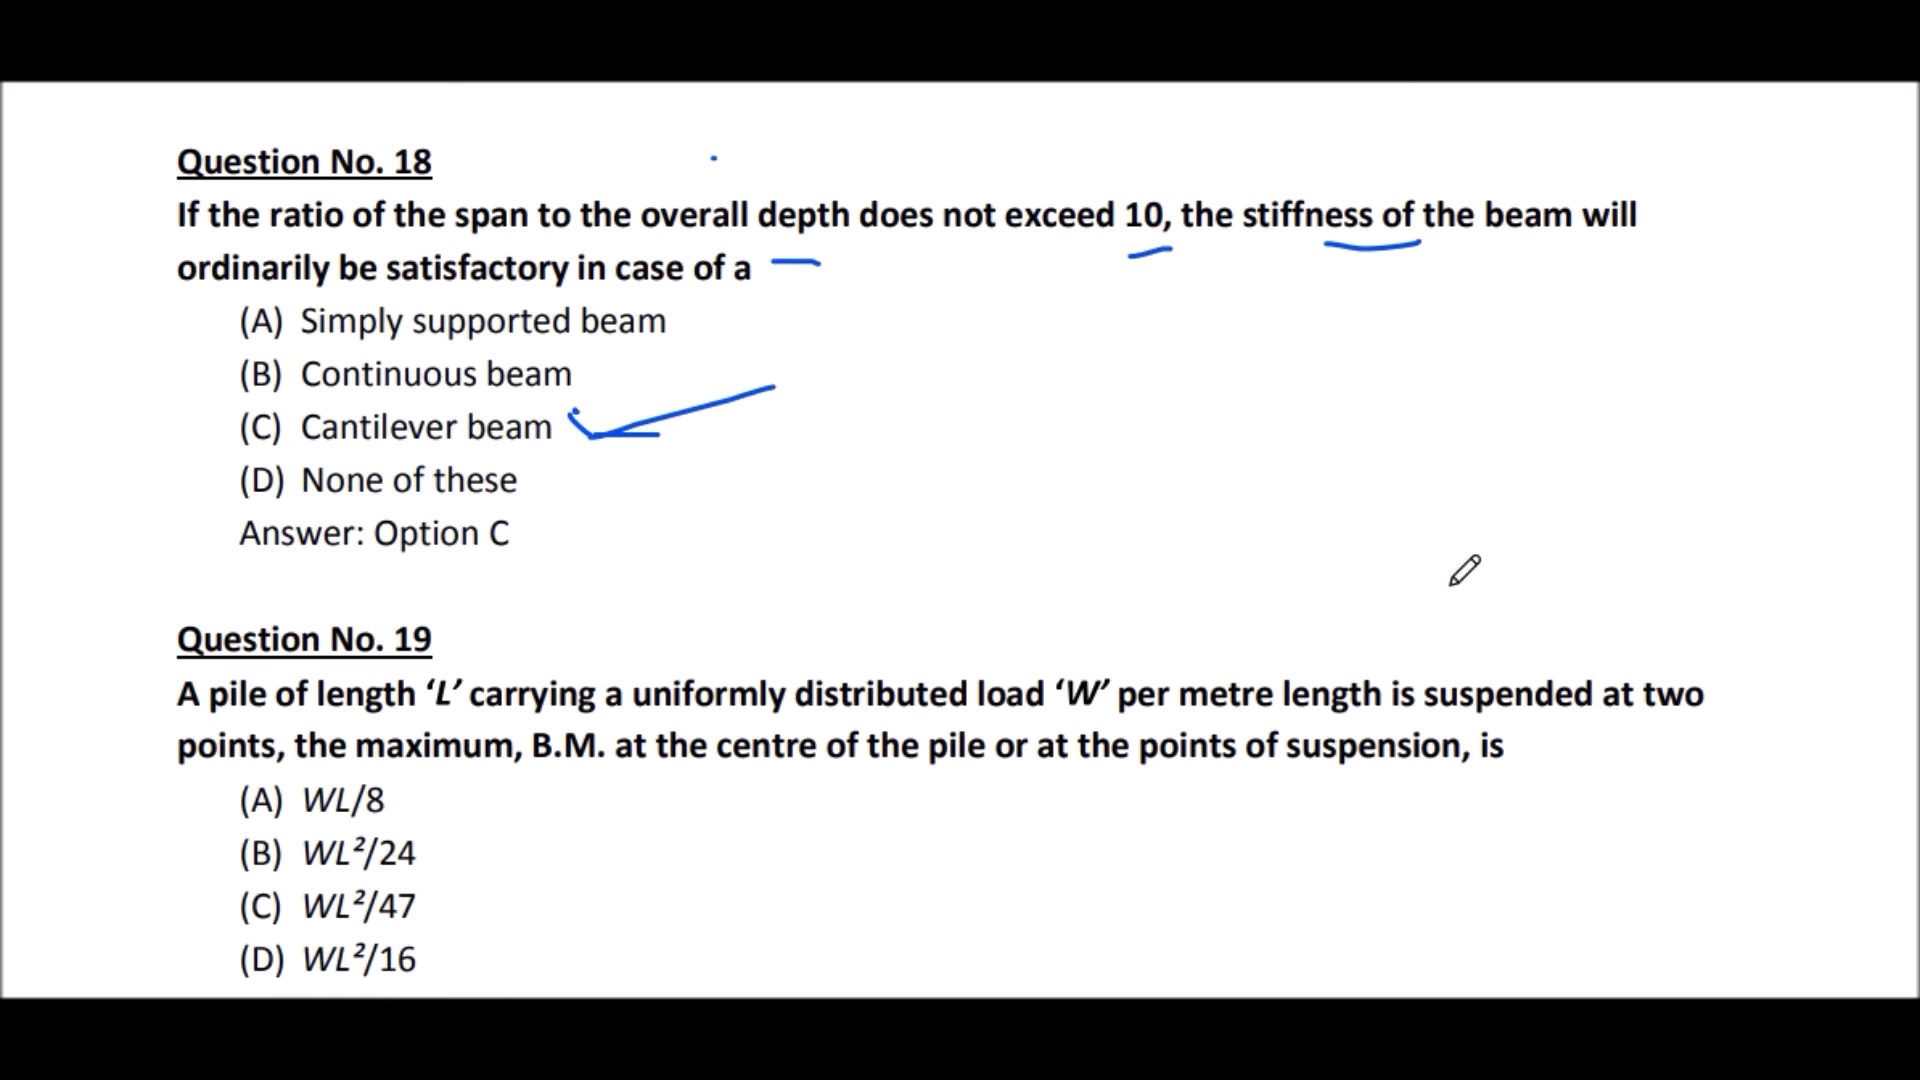 Question No. 18
If the ratio of the span to the overall depth does not exceed 10, the stiffness of the beam will
ordinarily be satisfactory in case of a
(A) Simply supported beam
(B) Continuous beam
(C) Cantilever beam
(D) None of these
Answer: Option C
Question No. 19
A pile of length ‘L’ carrying a uniformly distributed load ‘W’ per metre length is suspended at two
points, the maximum, B.M. at the centre of the pile or at the points of suspension, is
(A) WL/8
(B) WL²/24
(C) WL²/47
(D) WL²/16